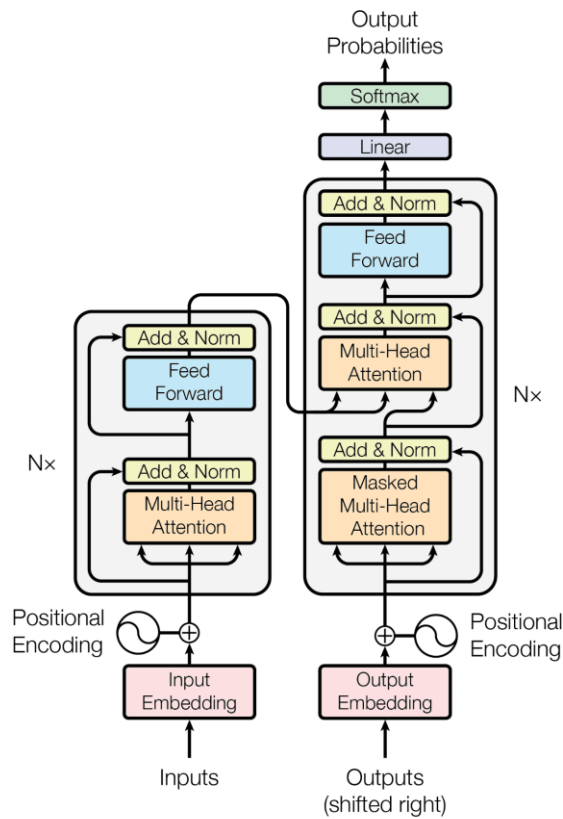 Output
Probabilities
Softmax
Linear
Add & Norm
Feed
Forward
Add & Norm
Multi-Head
Attention
Add & Norm
Masked
Multi-Head
Attention
Nx
Add & Norm
Feed
Forward
Add & Norm
Multi-Head
Attention
Nx
Positional
Encoding
Positional
Encoding
Input
Embedding
Output
Embedding
Inputs
Outputs
(shifted right)